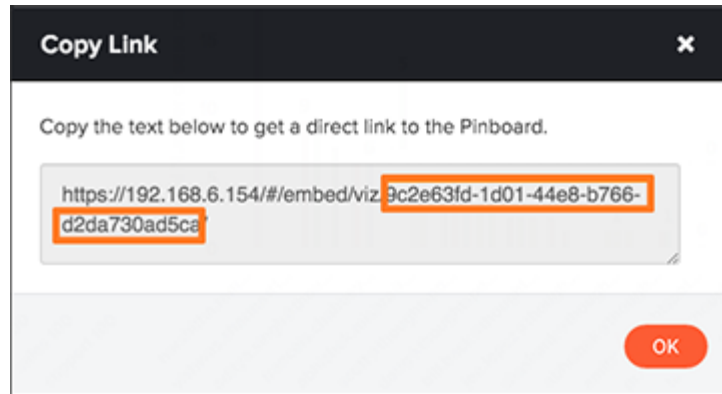 Copy Link ×
Copy the text below to get a direct link to the Pinboard.
https://192.168.6.154/#/embed/viz/9c2e63fd-1d01-44e8-b766-
d2da730ad5ca/
OK